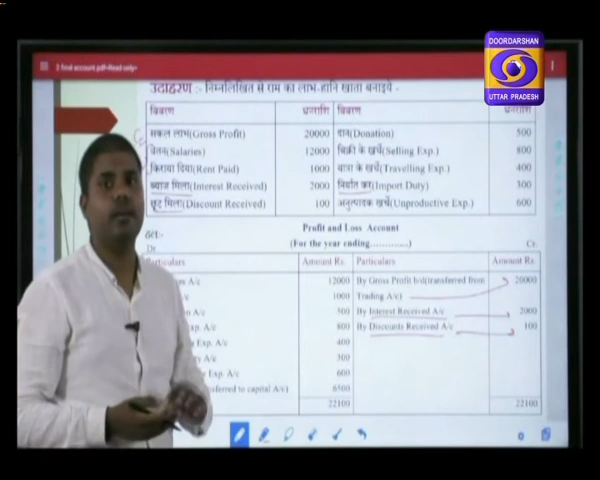 DOORDARSHAN
UTTAR PRADESH
2 final account.pdf•Read only•
उदाहरण :- निम्नलिखित से राम का लाभ-हानि खाता बनाइये -
विवरण धनराशि विवरण धनराशि
सकल लाभ(Gross Profit) 20000 दान(Donation) 500
वेतन(Salaries) 12000 बिक्री के खर्चे(Selling Exp.) 800
किराया दिया(Rent Paid) 1000 यात्रा के खर्चे(Travelling Exp.) 400
ब्याज मिला(Interest Received) 2000 निर्यात कर(Import Duty) 300
छूट मिला(Discount Received) 100 अनुत्पादक खर्चे(Unproductive Exp.) 600
हल:- Profit and Loss Account
Dr. (For the year ending.............) Cr.
Particulars Amount Rs. Particulars Amount Rs.
A/c 12000 By Gross Profit b/d(transferred from 20000
1000 Trading A/c)
A/c 500 By Interest Received A/c 2000
Exp. A/c 800 By Discounts Received A/c 100
Exp. A/c 400
A/c 300
Exp. A/c 600
to capital A/c) 6500
22100 22100